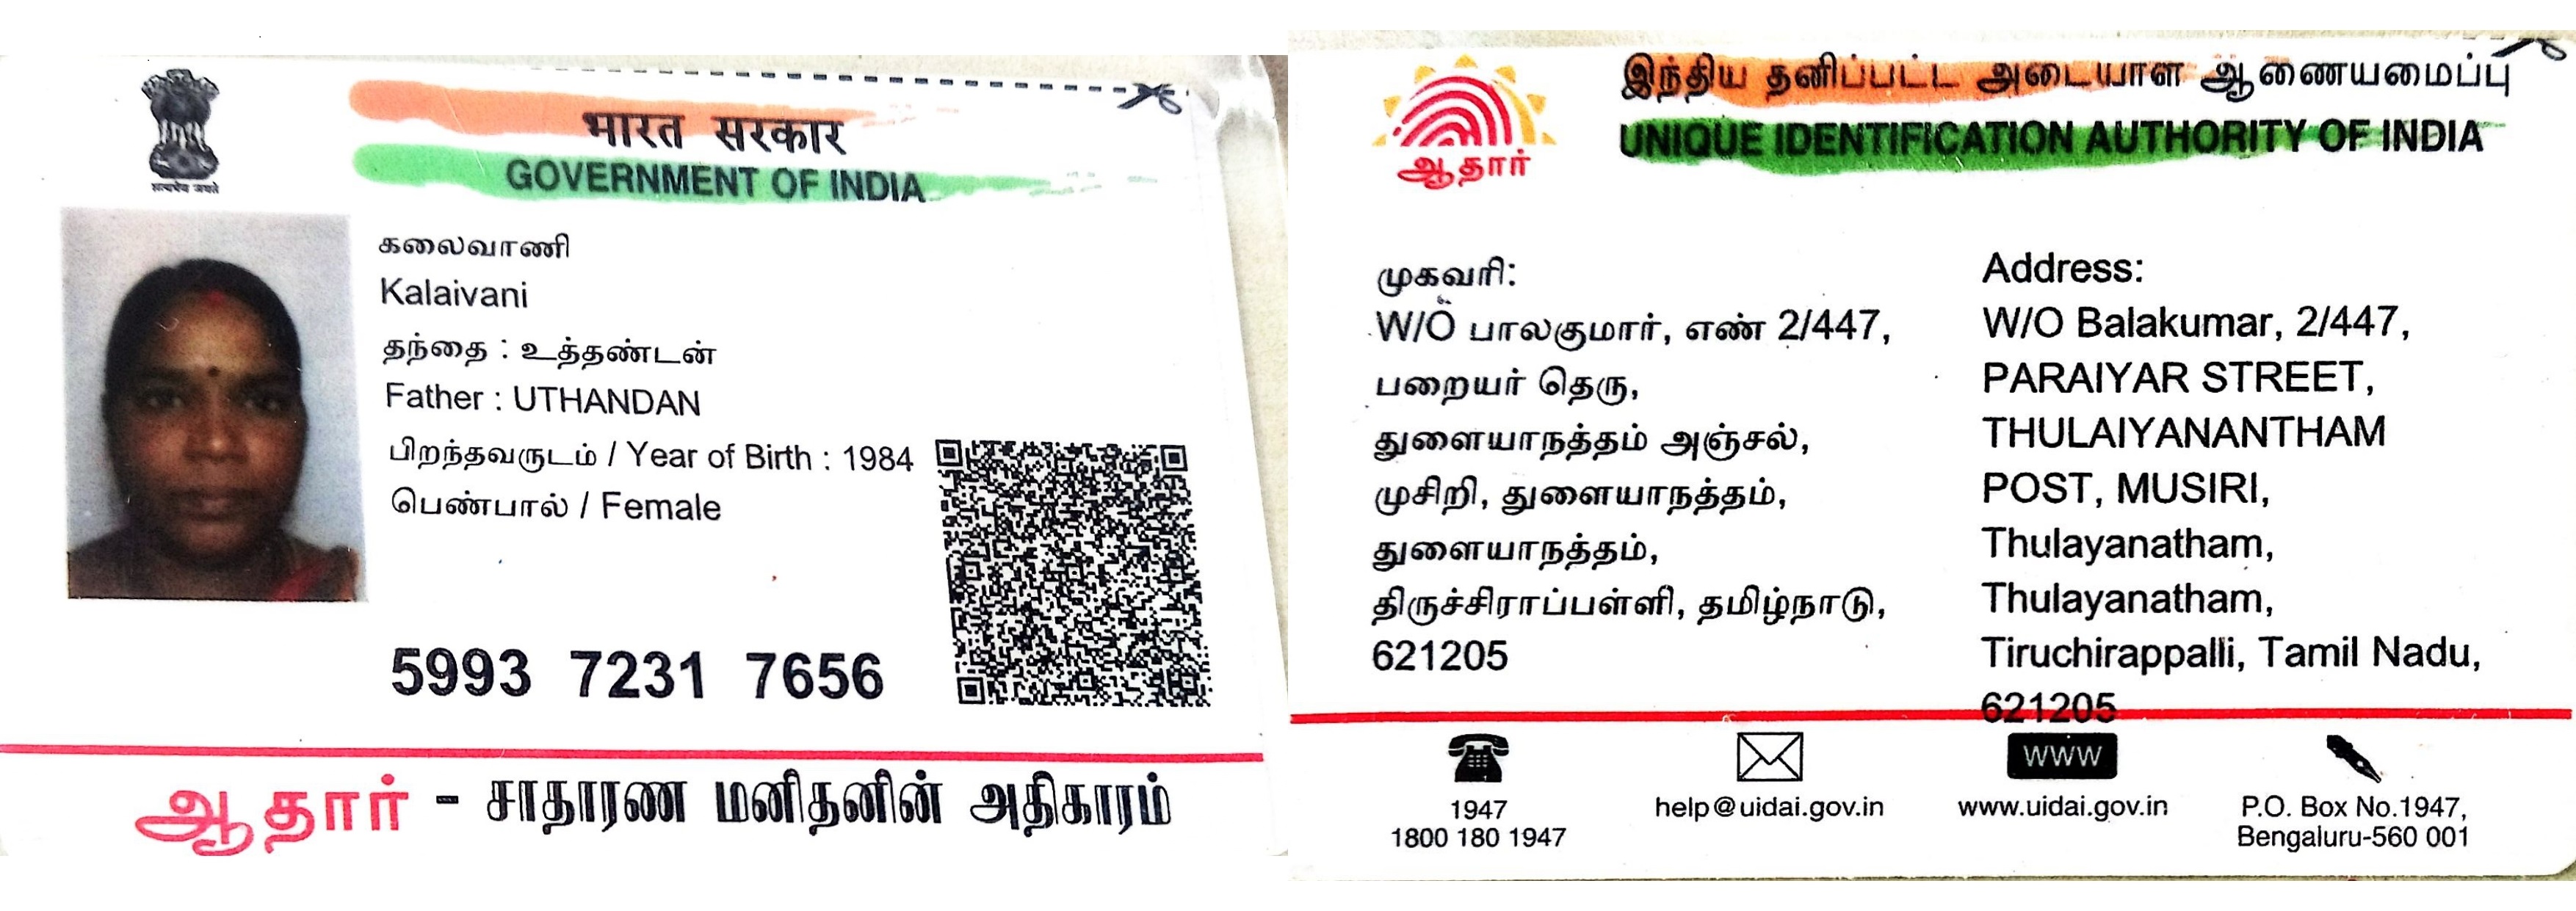 भारत सरकार
GOVERNMENT OF INDIA
सत्यमेव जयते
கலைவாணி
Kalaivani
தந்தை : உத்தண்டன்
Father : UTHANDAN
பிறந்தவருடம் / Year of Birth : 1984
பெண்பால் / Female
5993 7231 7656
ஆதார் - சாதாரண மனிதனின் அதிகாரம்
இந்திய தனிப்பட்ட அடையாள ஆணையமைப்பு
UNIQUE IDENTIFICATION AUTHORITY OF INDIA
ஆதார்
முகவரி:
W/O பாலகுமார், எண் 2/447,
பறையர் தெரு,
துளையாநத்தம் அஞ்சல்,
முசிறி, துளையாநத்தம்,
துளையாநத்தம்,
திருச்சிராப்பள்ளி, தமிழ்நாடு,
621205
Address:
W/O Balakumar, 2/447,
PARAIYAR STREET,
THULAIYANANTHAM
POST, MUSIRI,
Thulayanatham,
Thulayanatham,
Tiruchirappalli, Tamil Nadu,
621205
1947
1800 180 1947
help@uidai.gov.in
www
www.uidai.gov.in
P.O. Box No.1947,
Bengaluru-560 001